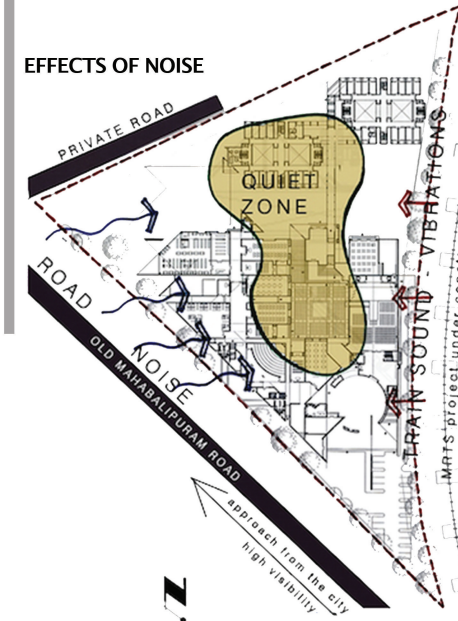 EFFECTS OF NOISE
PRIVATE ROAD
QUIET
ZONE
ROAD NOISE
OLD MAHABALIPURAM ROAD
TRAIN SOUND VIBRATIONS
MRTS project under
approach from the city
high visibility
Z